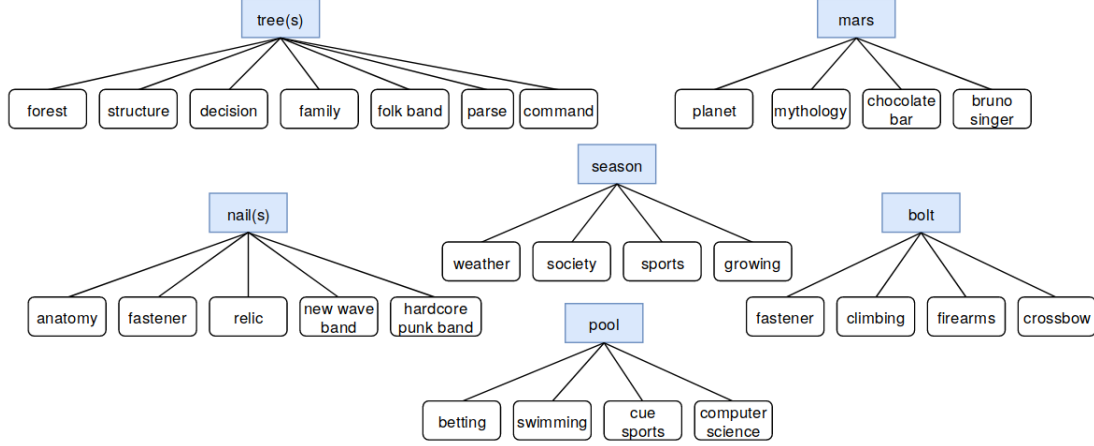 tree(s)
mars
forest
structure
decision
family
folk band
parse
command
planet
mythology
chocolate
bar
bruno
singer
season
nail(s)
bolt
weather
society
sports
growing
anatomy
fastener
relic
new wave
band
hardcore
punk band
fastener
climbing
firearms
crossbow
pool
betting
swimming
cue
sports
computer
science